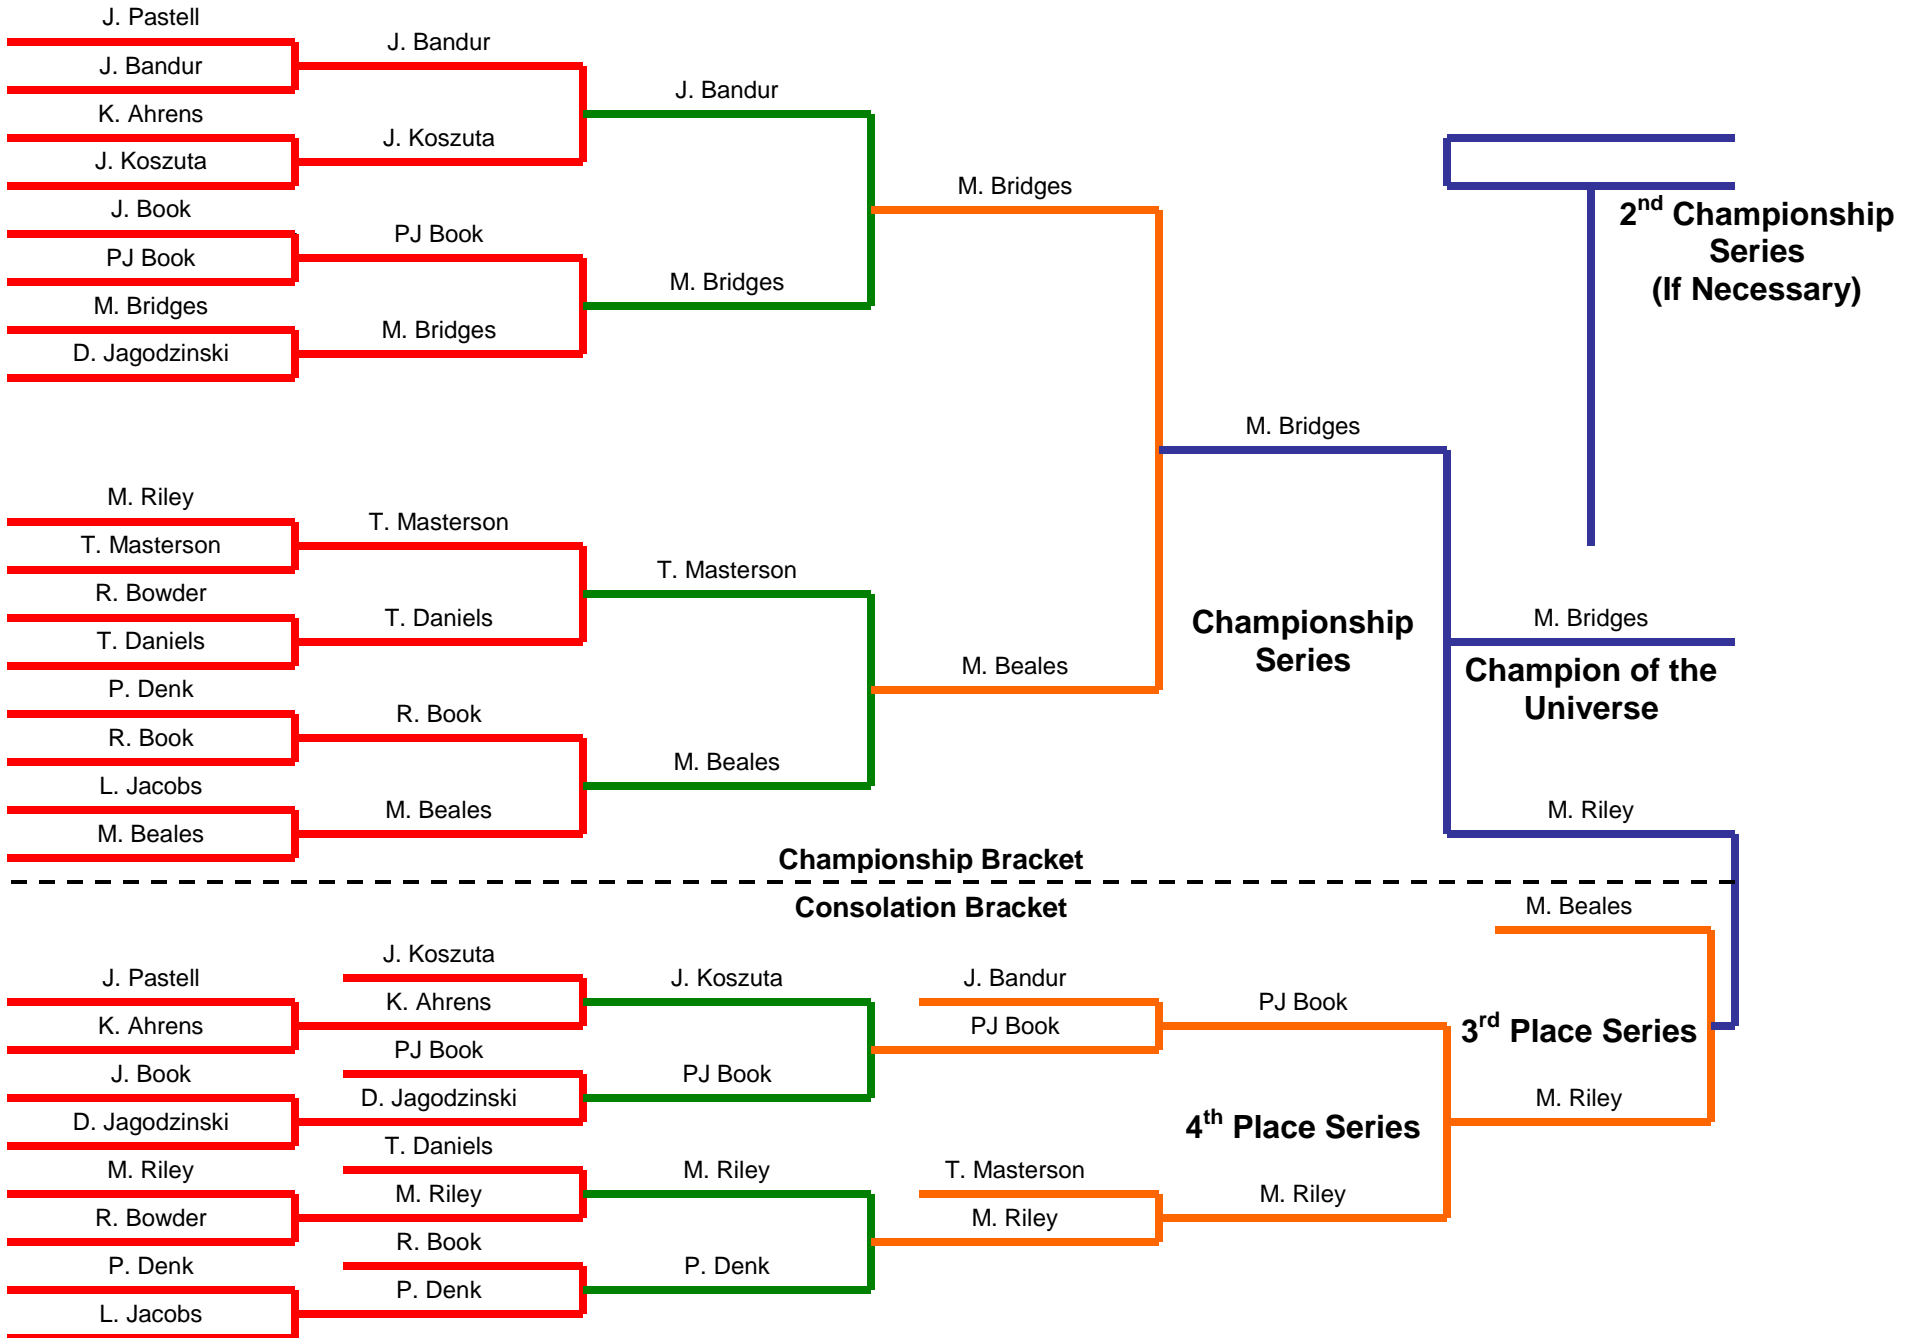 J. Pastell
J. Bandur
K. Ahrens
J. Koszuta
J. Book
PJ Book
M. Bridges
D. Jagodzinski
M. Riley
T. Masterson
R. Bowder
T. Daniels
P. Denk
R. Book
L. Jacobs
M. Beales
J. Bandur
J. Koszuta
PJ Book
M. Bridges
T. Masterson
T. Daniels
R. Book
M. Beales
J. Bandur
M. Bridges
T. Masterson
M. Beales
M. Bridges
M. Beales
M. Bridges
Championship
Series
2nd Championship
Series
(If Necessary)
M. Bridges
Champion of the
Universe
M. Riley
Championship Bracket
Consolation Bracket
J. Pastell
K. Ahrens
J. Book
D. Jagodzinski
M. Riley
R. Bowder
P. Denk
L. Jacobs
J. Koszuta
K. Ahrens
PJ Book
D. Jagodzinski
T. Daniels
M. Riley
R. Book
P. Denk
J. Koszuta
PJ Book
M. Riley
P. Denk
J. Bandur
PJ Book
T. Masterson
M. Riley
PJ Book
4th Place Series
M. Riley
M. Beales
3rd Place Series
M. Riley